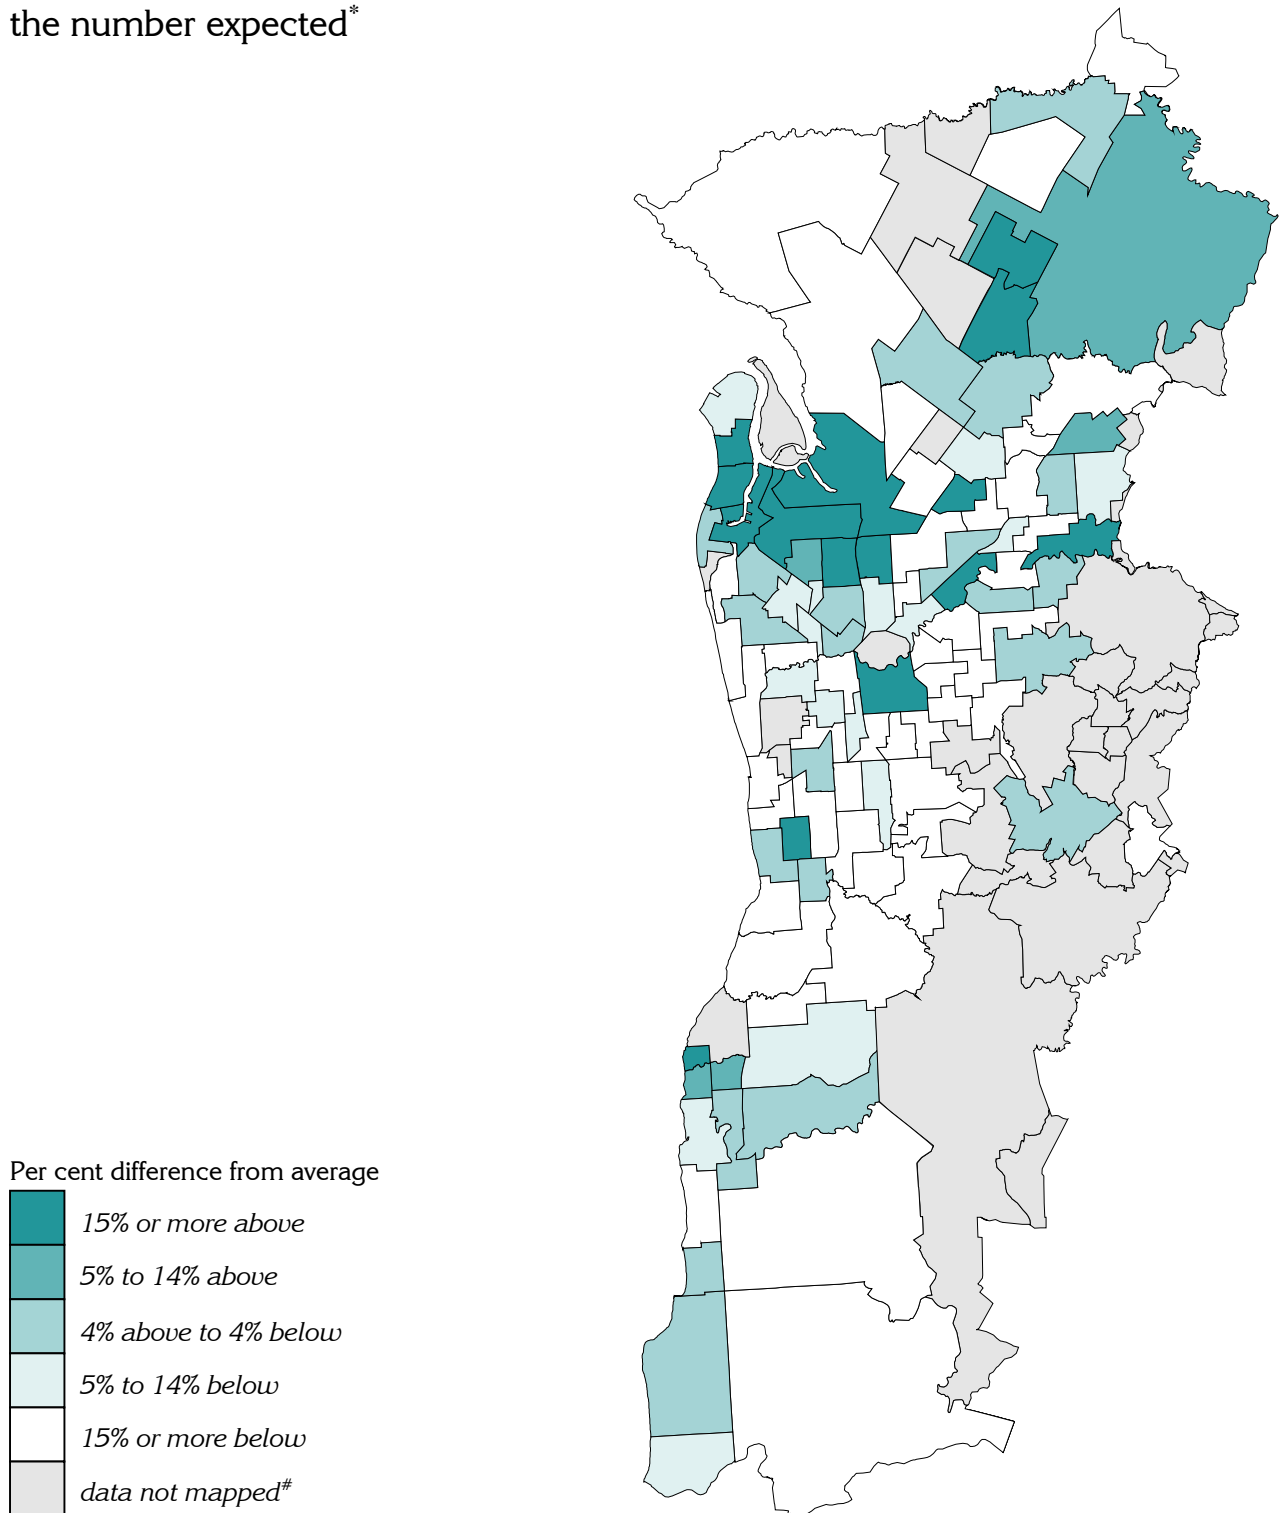 the number expected*
Per cent difference from average
15% or more above
5% to 14% above
4% above to 4% below
5% to 14% below
15% or more below
data not mapped#